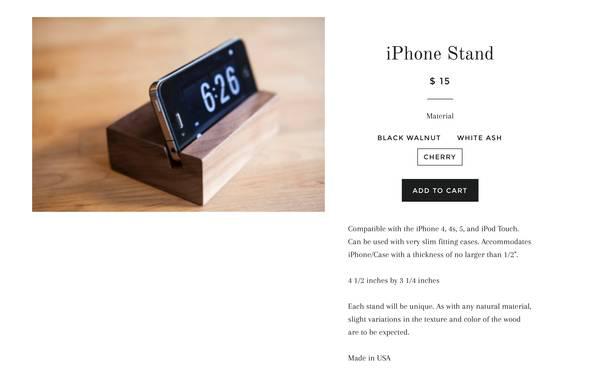 6:26
iPhone Stand
$ 15
Material
BLACK WALNUT WHITE ASH
CHERRY
ADD TO CART
Compatible with the iPhone 4, 4s, 5, and iPod Touch.
Can be used with very slim fitting cases. Accommodates
iPhone/Case with a thickness of no larger than 1/2".
4 1/2 inches by 3 1/4 inches
Each stand will be unique. As with any natural material,
slight variations in the texture and color of the wood
are to be expected.
Made in USA